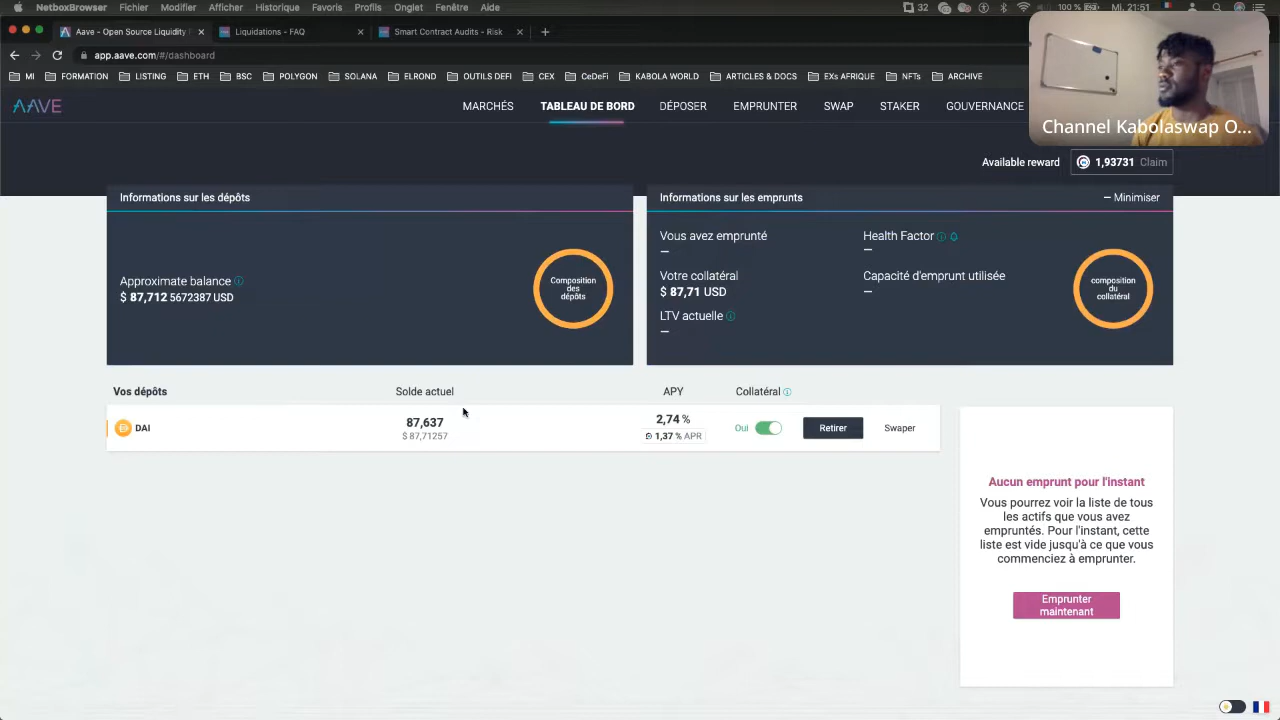 NetboxBrowser Fichier Modifier Afficher Historique Favoris Profils Onglet Fenêtre Aide 32
Aave - Open Source Liquidity
Liquidations - FAQ
Smart Contract Audits - Risk
app.aave.com/#/dashboard
MI FORMATION LISTING ETH BSC POLYGON SOLANA ELROND OUTILS DEFI CEX CeDeFi KABOLA WORLD ARTICLES & DOCS EXs AFRIQUE NFTs ARCHIVE
AAVE
MARCHÉS TABLEAU DE BORD DÉPOSER EMPRUNTER SWAP STAKER GOUVERNANCE
Channel Kabolaswap O...
Available reward 1,93731 Claim
Informations sur les dépôts
Approximate balance
$ 87,712 5672387 USD
Composition
des
dépôts
Informations sur les emprunts
Minimiser
Vous avez emprunté
—
Votre collatéral
$ 87,71 USD
LTV actuelle
—
Health Factor
—
Capacité d'emprunt utilisée
—
composition
du
collatéral
Vos dépôts Solde actuel APY Collatéral
DAI
87,637
$ 87,71257
2,74 %
1,37 % APR
Oui
Retirer
Swaper
Aucun emprunt pour l'instant
Vous pourrez voir la liste de tous
les actifs que vous avez
empruntés. Pour l'instant, cette
liste est vide jusqu'à ce que vous
commenciez à emprunter.
Emprunter
maintenant